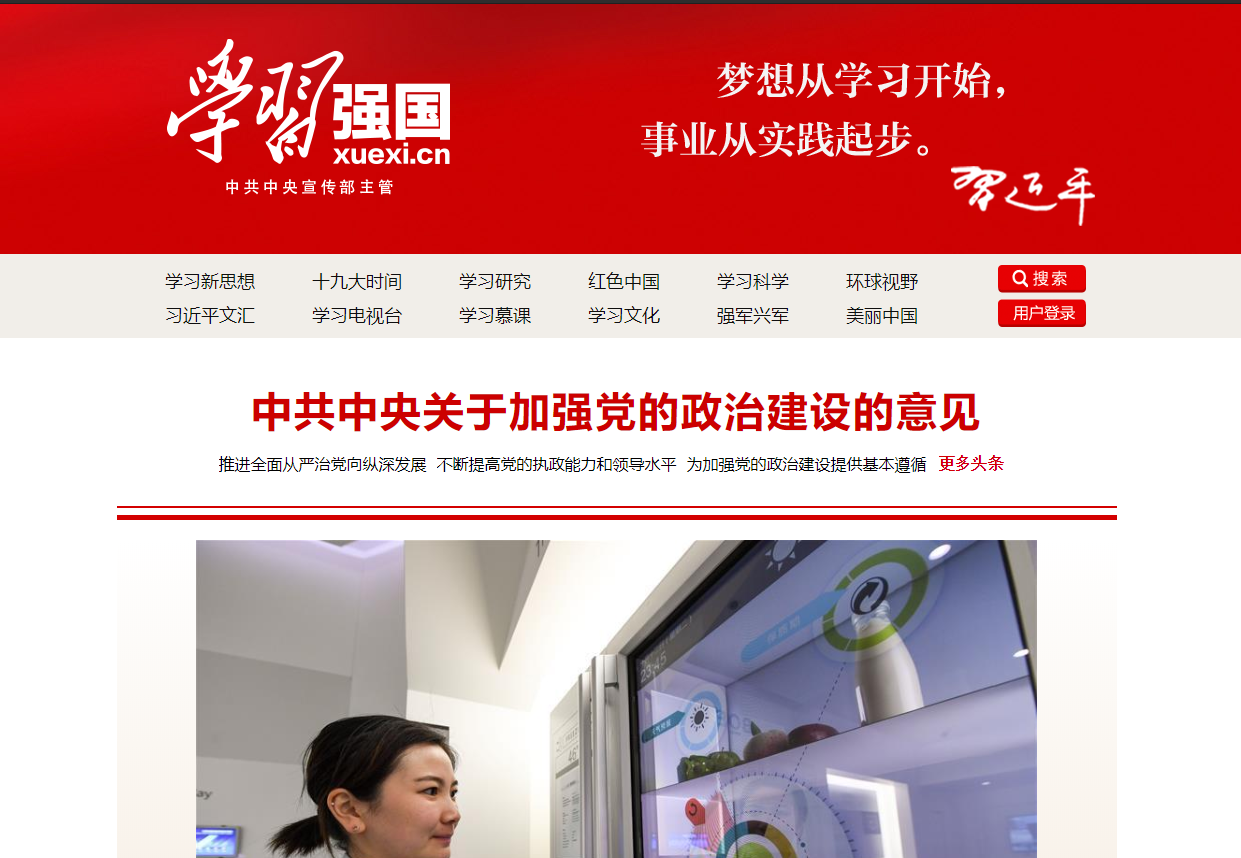 學習强国
xuexi.cn
中共中央宣传部主管
梦想从学习开始，
事业从实践起步。
习近平
学习新思想 十九大时间 学习研究 红色中国 学习科学 环球视野 搜索
习近平文汇 学习电视台 学习慕课 学习文化 强军兴军 美丽中国 用户登录
中共中央关于加强党的政治建设的意见
推进全面从严治党向纵深发展 不断提高党的执政能力和领导水平 为加强党的政治建设提供基本遵循 更多头条
23:45